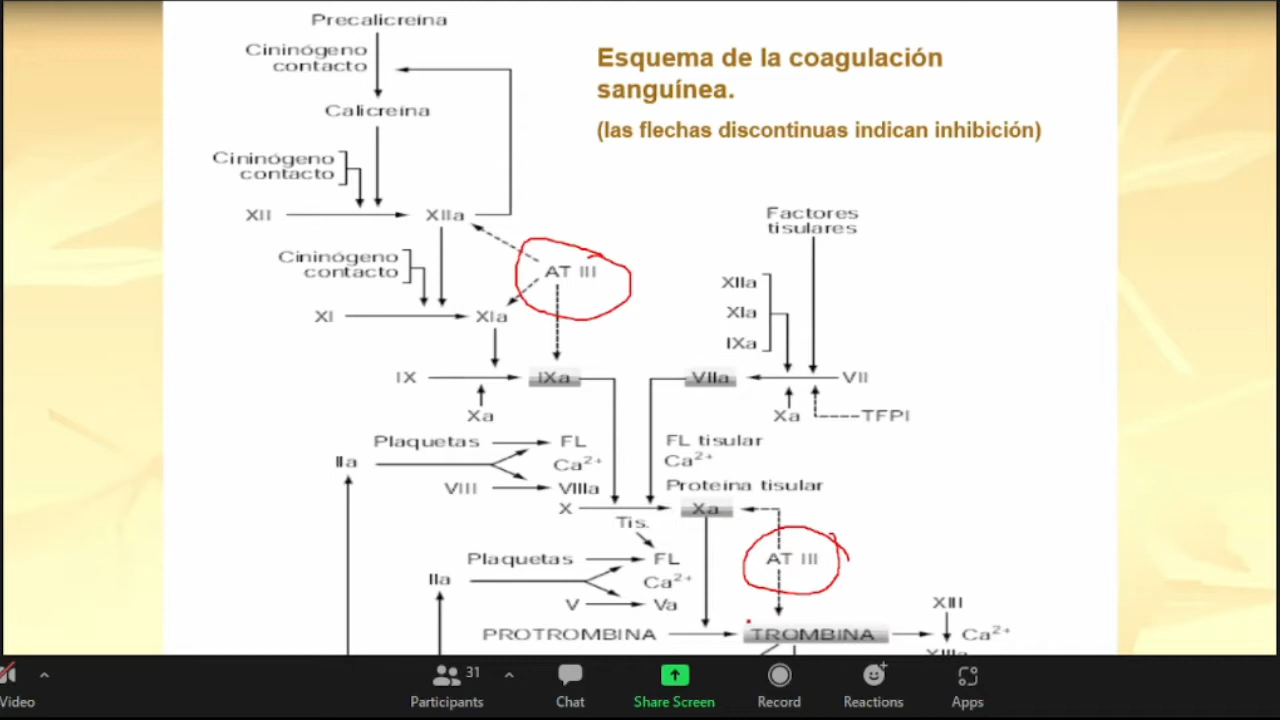 Precalicreína
Cininógeno
contacto
Esquema de la coagulación
sanguínea.
(las flechas discontinuas indican inhibición)
Calicreína
Cininógeno
contacto
XII
XIIa
Factores
tisulares
Cininógeno
contacto
AT III
XIIa
XI
XIa
XIa
IXa
IX
IXa
VIIa
VII
Xa
Xa
TFPI
Plaquetas
FL
FL tisular
IIa
Ca2+
Ca2+
VIII
VIIIa
Proteína tisular
X
Xa
Tis.
Plaquetas
FL
AT III
IIa
Ca2+
V
Va
XIII
PROTROMBINA
TROMBINA
Ca2+
XIIIa
Video
31
Participants
Chat
Share Screen
Record
Reactions
Apps